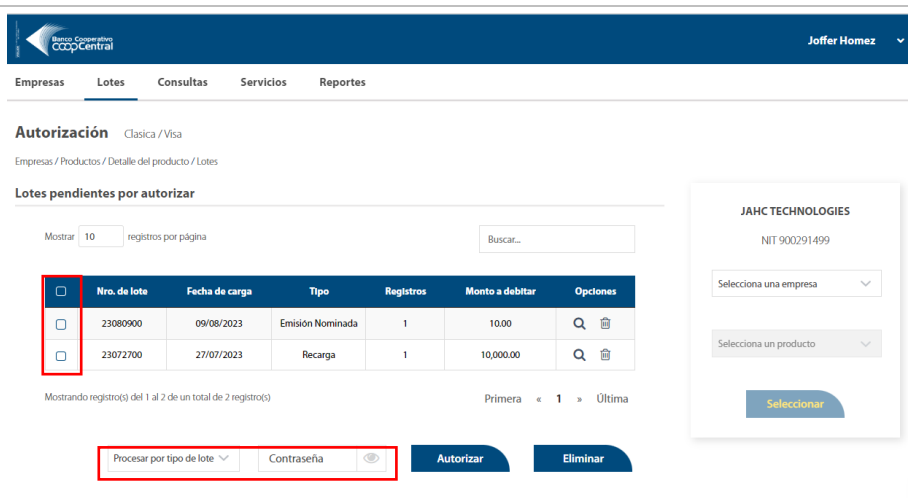 Banco Cooperativo
COOPCentral
Joffer Homez
Empresas Lotes Consultas Servicios Reportes
Autorización Clasica / Visa
Empresas / Productos / Detalle del producto / Lotes
Lotes pendientes por autorizar
Mostrar 10 registros por página
Buscar...
Nro. de lote Fecha de carga Tipo Registros Monto a debitar Opciones
23080900 09/08/2023 Emisión Nominada 1 10.00
23072700 27/07/2023 Recarga 1 10,000.00
Mostrando registro(s) del 1 al 2 de un total de 2 registro(s)
Primera « 1 » Última
Procesar por tipo de lote Contraseña Autorizar Eliminar
JAHC TECHNOLOGIES
NIT 900291499
Selecciona una empresa
Selecciona un producto
Seleccionar